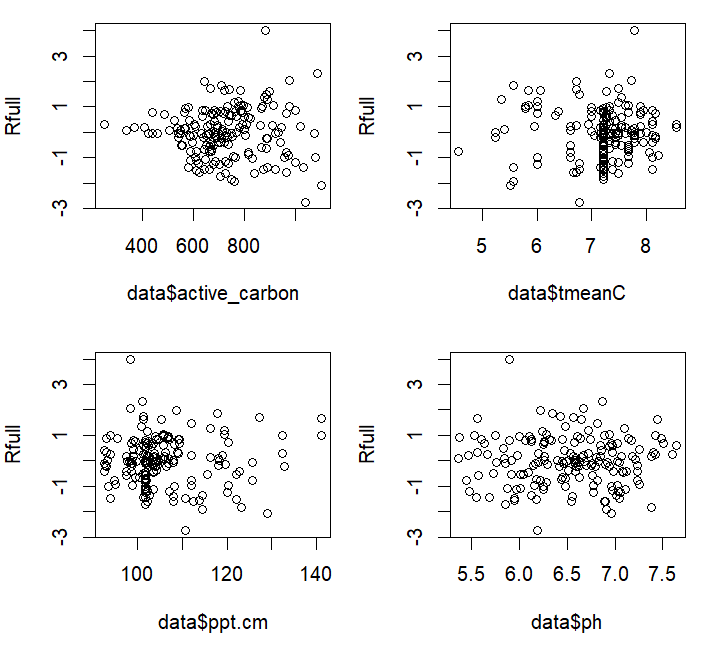 Rfull
3
1
-1
-3
400 600 800
data$active_carbon
Rfull
3
1
-1
-3
5 6 7 8
data$tmeanC
Rfull
3
1
-1
-3
100 120 140
data$ppt.cm
Rfull
3
1
-1
-3
5.5 6.0 6.5 7.0 7.5
data$ph